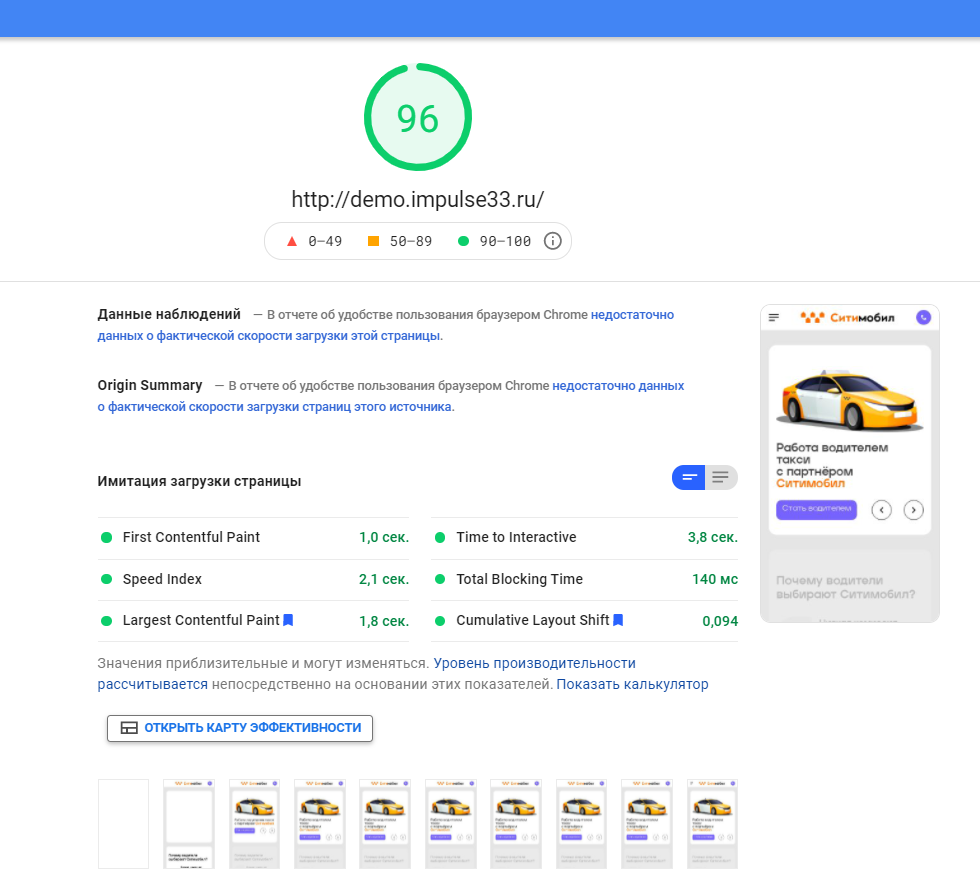 96
http://demo.impulse33.ru/
0–49 50–89 90–100
Данные наблюдений — В отчете об удобстве пользования браузером Chrome недостаточно
данных о фактической скорости загрузки этой страницы.
Origin Summary — В отчете об удобстве пользования браузером Chrome недостаточно данных
о фактической скорости загрузки страниц этого источника.
Имитация загрузки страницы
First Contentful Paint 1,0 сек.
Time to Interactive 3,8 сек.
Speed Index 2,1 сек.
Total Blocking Time 140 мс
Largest Contentful Paint 1,8 сек.
Cumulative Layout Shift 0,094
Значения приблизительные и могут изменяться. Уровень производительности
рассчитывается непосредственно на основании этих показателей. Показать калькулятор
ОТКРЫТЬ КАРТУ ЭФФЕКТИВНОСТИ
Ситимобил
Работа водителем
такси
с партнёром
Ситимобил
Стать водителем
Почему водители
выбирают Ситимобил?